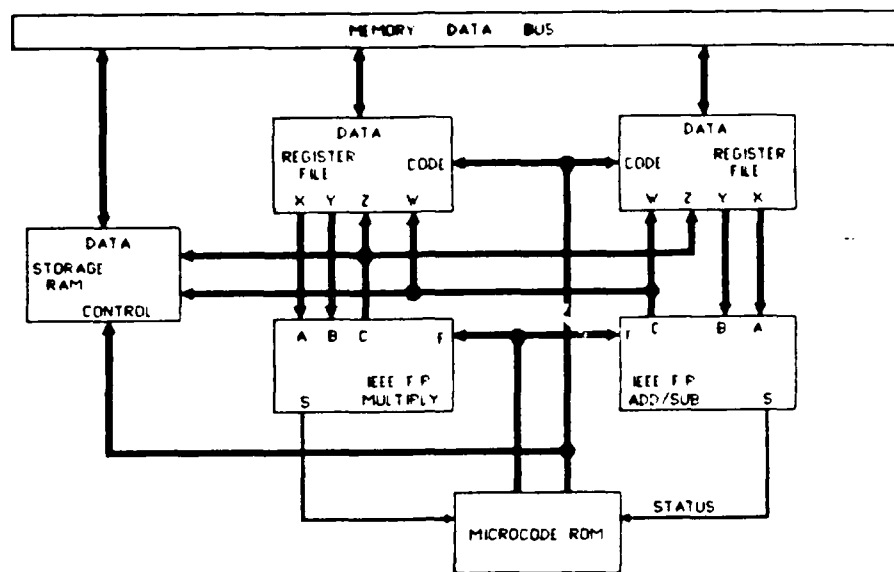 MEMORY DATA BUS
DATA
REGISTER
FILE
CODE
X Y Z W
DATA
CODE
REGISTER
FILE
W Z Y X
DATA
STORAGE
RAM
CONTROL
A B C F
IEEE F.P.
MULTIPLY
S
F C B A
IEEE F.P.
ADD/SUB
S
STATUS
MICROCODE ROM